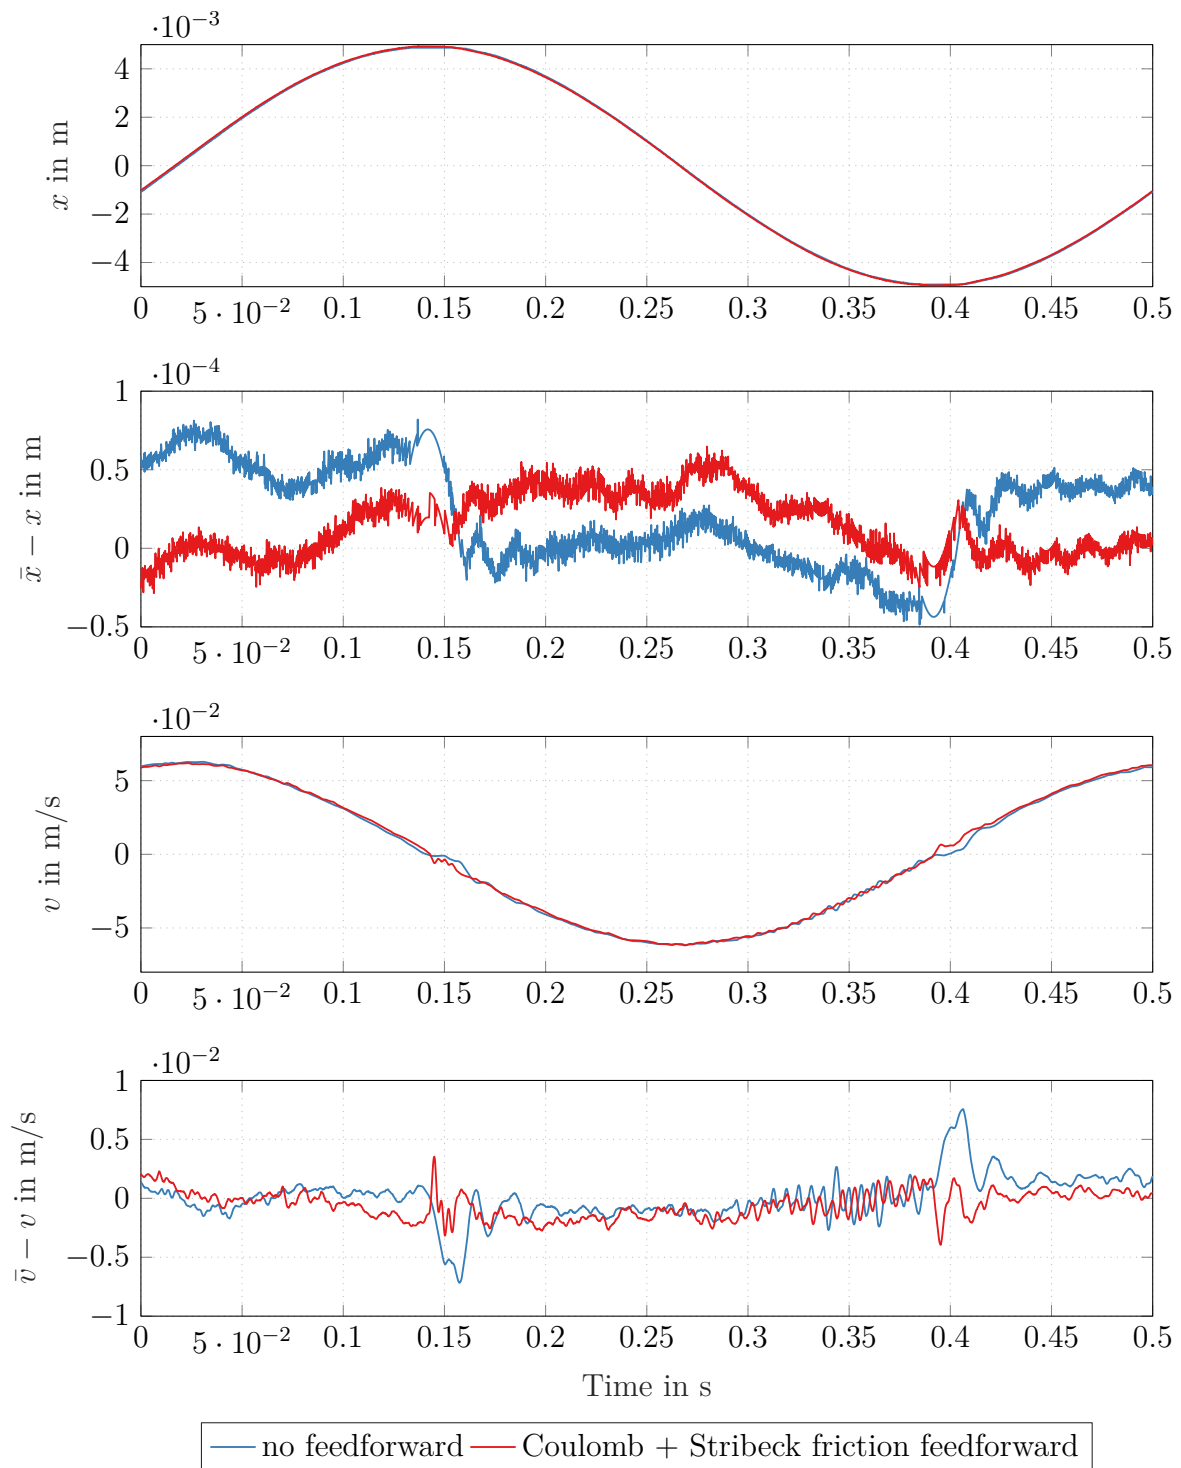 ·10⁻³
x in m
4
2
0
−2
−4
0 5·10⁻² 0.1 0.15 0.2 0.25 0.3 0.35 0.4 0.45 0.5
·10⁻⁴
x̄ − x in m
1
0.5
0
−0.5
0 5·10⁻² 0.1 0.15 0.2 0.25 0.3 0.35 0.4 0.45 0.5
·10⁻²
v in m/s
5
0
−5
0 5·10⁻² 0.1 0.15 0.2 0.25 0.3 0.35 0.4 0.45 0.5
·10⁻²
v̄ − v in m/s
1
0.5
0
−0.5
−1
0 5·10⁻² 0.1 0.15 0.2 0.25 0.3 0.35 0.4 0.45 0.5
Time in s
no feedforward Coulomb + Stribeck friction feedforward